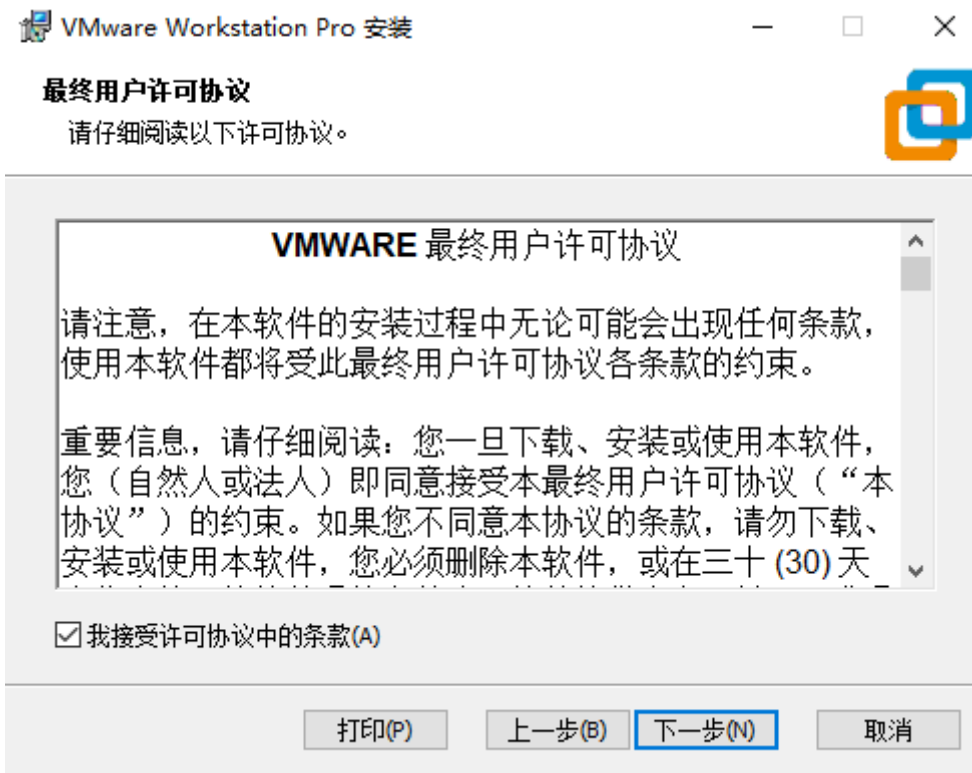 VMware Workstation Pro 安装
最终用户许可协议
请仔细阅读以下许可协议。
VMWARE 最终用户许可协议
请注意，在本软件的安装过程中无论可能会出现任何条款，
使用本软件都将受此最终用户许可协议各条款的约束。
重要信息，请仔细阅读：您一旦下载、安装或使用本软件，
您（自然人或法人）即同意接受本最终用户许可协议（“本
协议”）的约束。如果您不同意本协议的条款，请勿下载、
安装或使用本软件，您必须删除本软件，或在三十 (30) 天
我接受许可协议中的条款(A)
打印(P) 上一步(B) 下一步(N) 取消